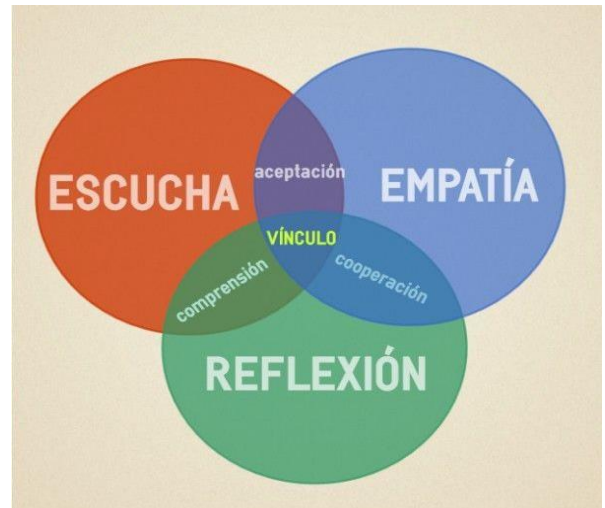 ESCUCHA
aceptación
EMPATÍA
VÍNCULO
comprensión
cooperación
REFLEXIÓN